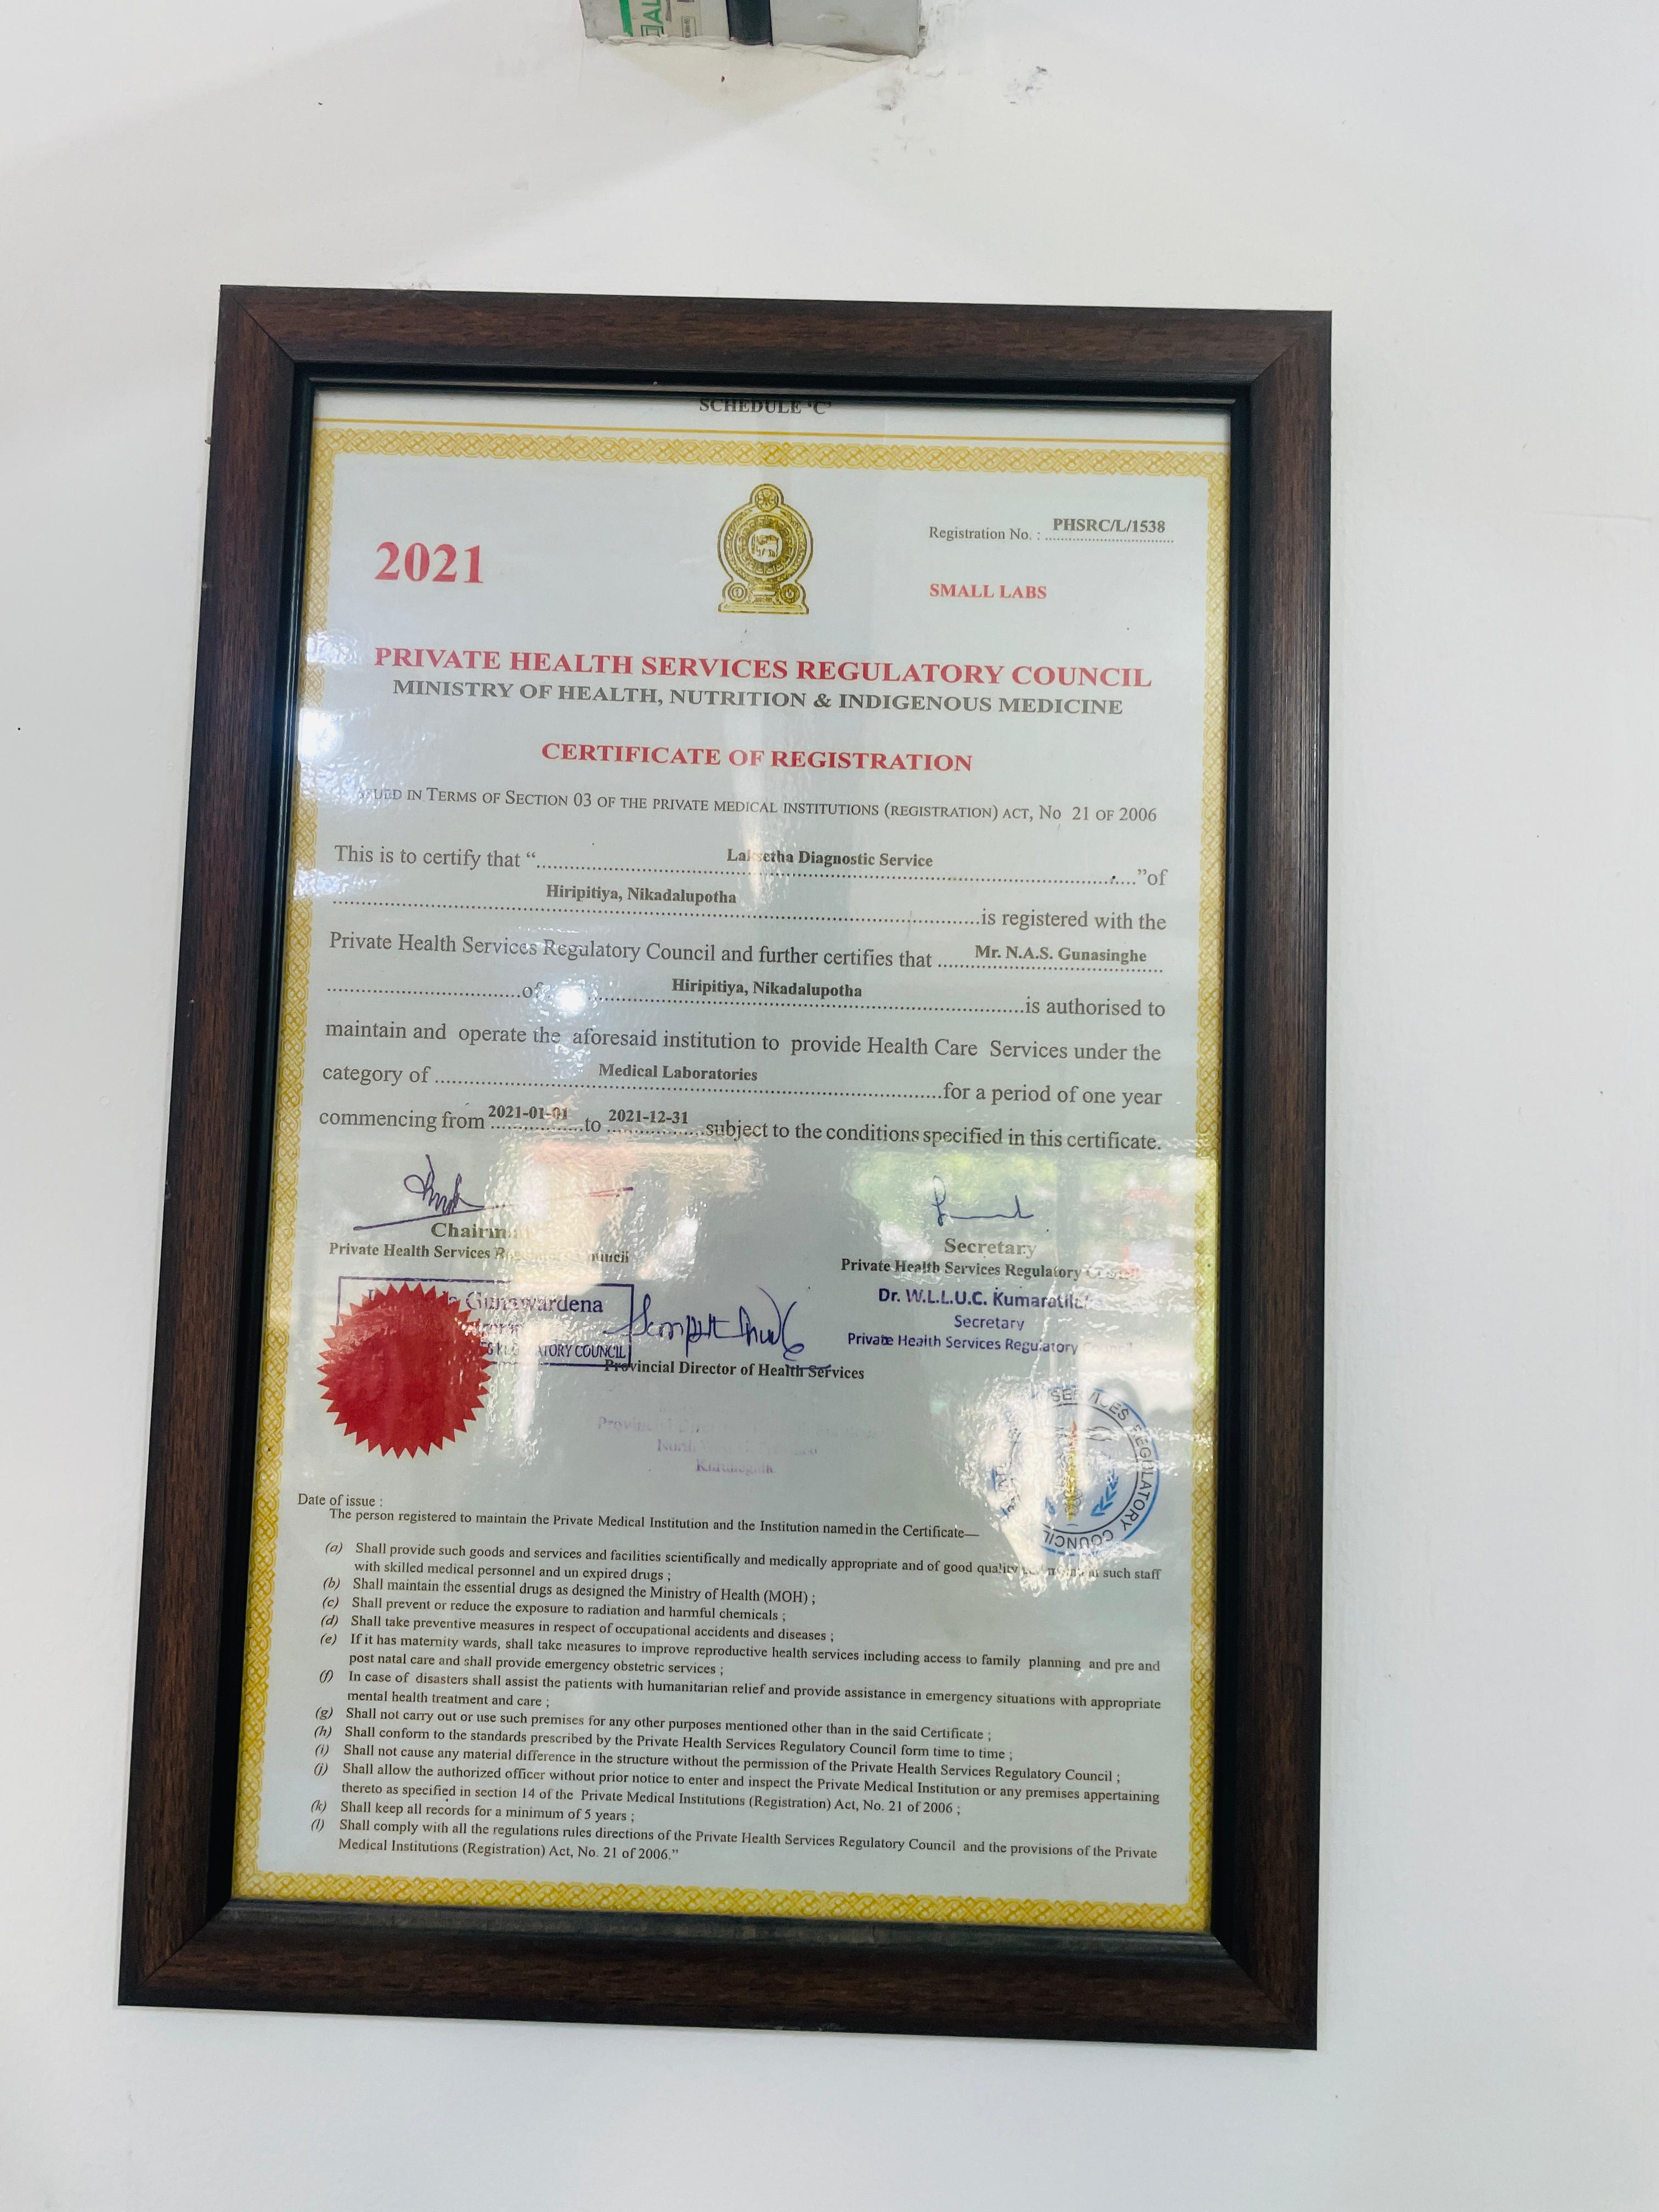 SCHEDULE ‘C’
2021
Registration No. : PHSRC/L/1538
SMALL LABS
PRIVATE HEALTH SERVICES REGULATORY COUNCIL
MINISTRY OF HEALTH, NUTRITION & INDIGENOUS MEDICINE
CERTIFICATE OF REGISTRATION
IN TERMS OF SECTION 03 OF THE PRIVATE MEDICAL INSTITUTIONS (REGISTRATION) ACT, No 21 OF 2006
This is to certify that “ Diagnostic Service ”of
Hiripitiya, Nikadalupotha is registered with the
Private Health Services Regulatory Council and further certifies that Mr. N.A.S. Gunasinghe
of Hiripitiya, Nikadalupotha is authorised to
maintain and operate the aforesaid institution to provide Health Care Services under the
category of Medical Laboratories for a period of one year
commencing from 2021-01-01 to 2021-12-31 subject to the conditions specified in this certificate.
Private Health Services
Secretary
Private Health Services Regulatory
Gunawardena
Dr. W.L.L.U.C.
Secretary
Private Health Services Regulatory
COUNCIL
Provincial Director of Health Services
SERVICES REGULATORY COUNCIL
Date of issue :
The person registered to maintain the Private Medical Institution and the Institution named in the Certificate—
(a) Shall provide such goods and services and facilities scientifically and medically appropriate and of good quality such staff
with skilled medical personnel and un expired drugs ;
(b) Shall maintain the essential drugs as designed the Ministry of Health (MOH) ;
(c) Shall prevent or reduce the exposure to radiation and harmful chemicals ;
(d) Shall take preventive measures in respect of occupational accidents and diseases ;
(e) If it has maternity wards, shall take measures to improve reproductive health services including access to family planning and pre and
post natal care and shall provide emergency obstetric services ;
(f) In case of disasters shall assist the patients with humanitarian relief and provide assistance in emergency situations with appropriate
mental health treatment and care ;
(g) Shall not carry out or use such premises for any other purposes mentioned other than in the said Certificate ;
(h) Shall conform to the standards prescribed by the Private Health Services Regulatory Council form time to time ;
(i) Shall not cause any material difference in the structure without the permission of the Private Health Services Regulatory Council ;
(j) Shall allow the authorized officer without prior notice to enter and inspect the Private Medical Institution or any premises appertaining
thereto as specified in section 14 of the Private Medical Institutions (Registration) Act, No. 21 of 2006 ;
(k) Shall keep all records for a minimum of 5 years ;
(l) Shall comply with all the regulations rules directions of the Private Health Services Regulatory Council and the provisions of the Private
Medical Institutions (Registration) Act, No. 21 of 2006.”